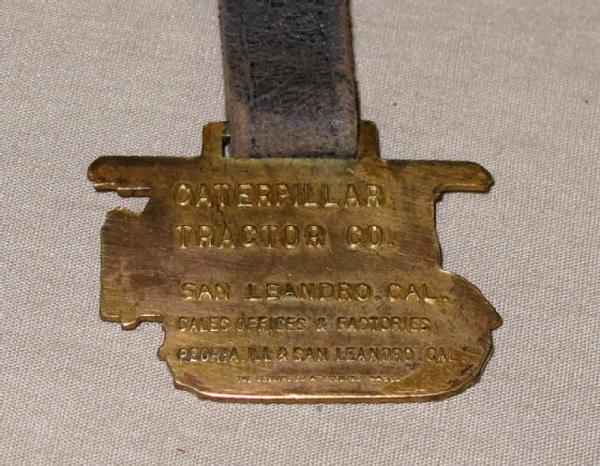 CATERPILLAR
TRACTOR CO.
SAN LEANDRO, CAL.
SALES OFFICES & FACTORIES
PEORIA, ILL & SAN LEANDRO, CAL